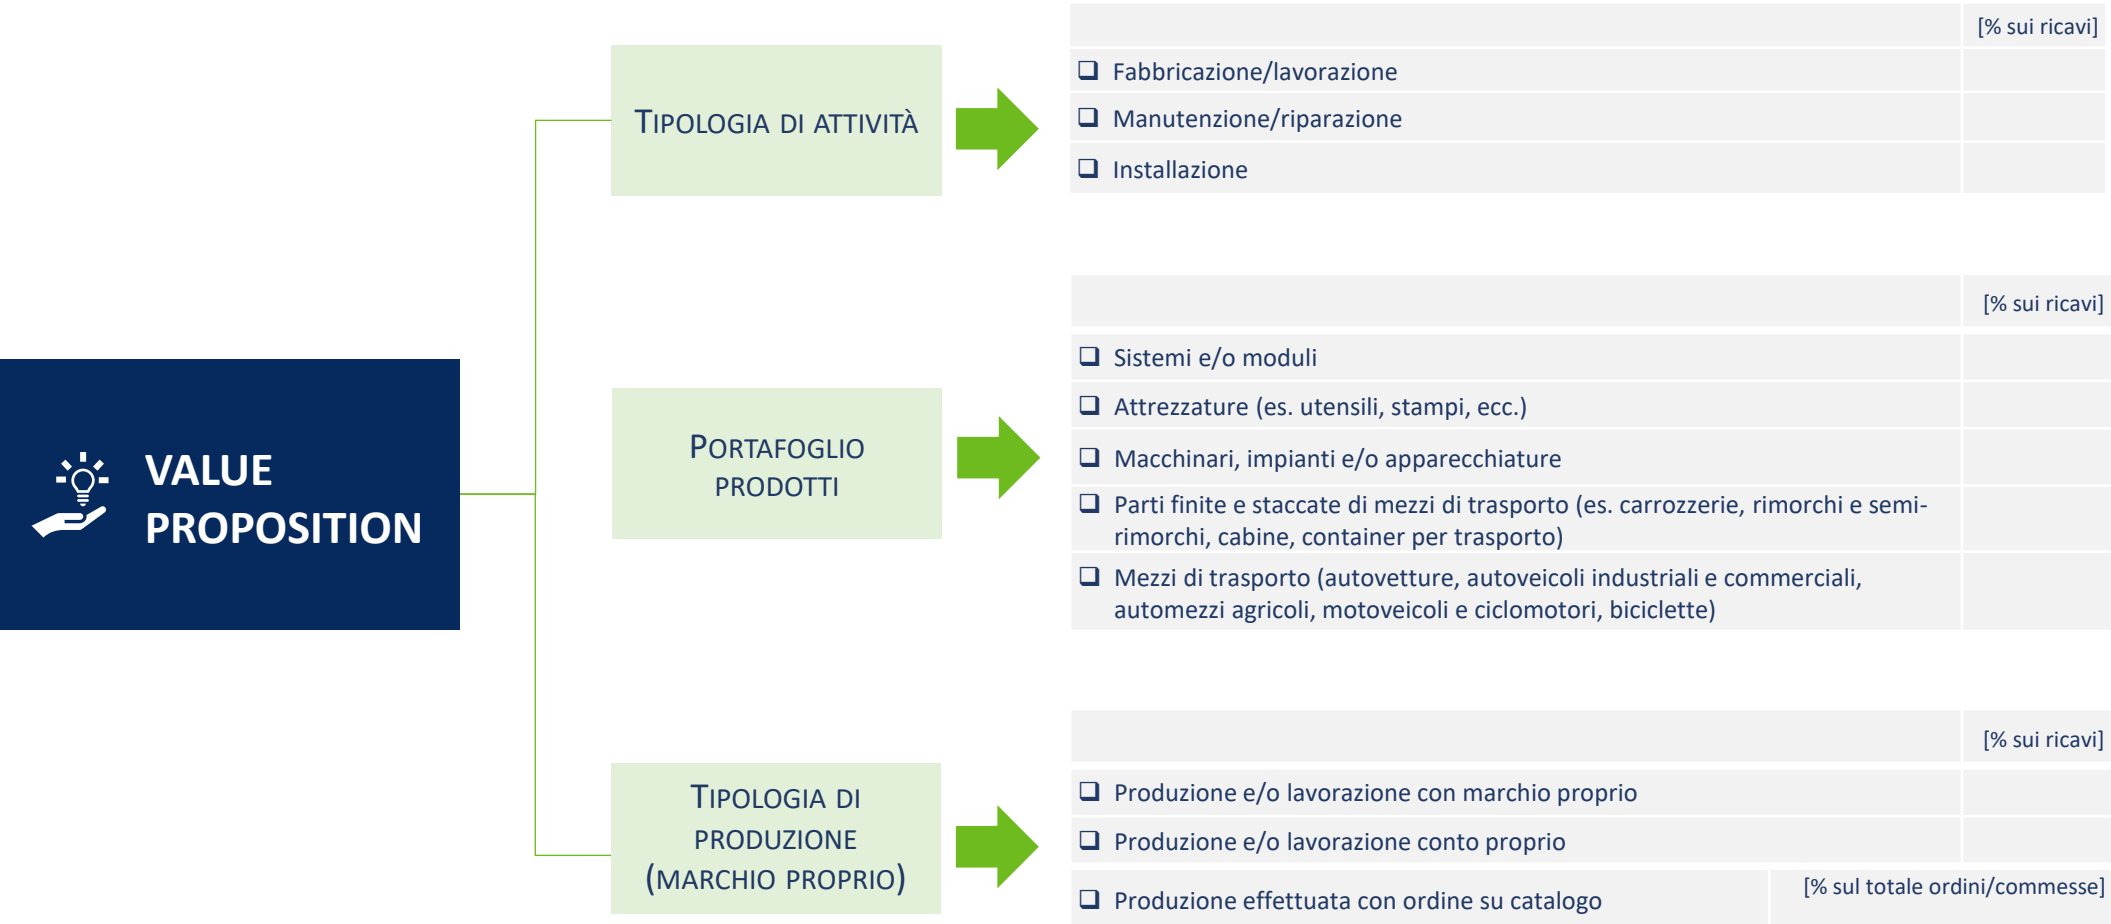 VALUE
PROPOSITION
TIPOLOGIA DI ATTIVITÀ
[% sui ricavi]
Fabbricazione/lavorazione
Manutenzione/riparazione
Installazione
PORTAFOGLIO
PRODOTTI
[% sui ricavi]
Sistemi e/o moduli
Attrezzature (es. utensili, stampi, ecc.)
Macchinari, impianti e/o apparecchiature
Parti finite e staccate di mezzi di trasporto (es. carrozzerie, rimorchi e semi-
rimorchi, cabine, container per trasporto)
Mezzi di trasporto (autovetture, autoveicoli industriali e commerciali,
automezzi agricoli, motoveicoli e ciclomotori, biciclette)
TIPOLOGIA DI
PRODUZIONE
(MARCHIO PROPRIO)
[% sui ricavi]
Produzione e/o lavorazione con marchio proprio
Produzione e/o lavorazione conto proprio
Produzione effettuata con ordine su catalogo
[% sul totale ordini/commesse]